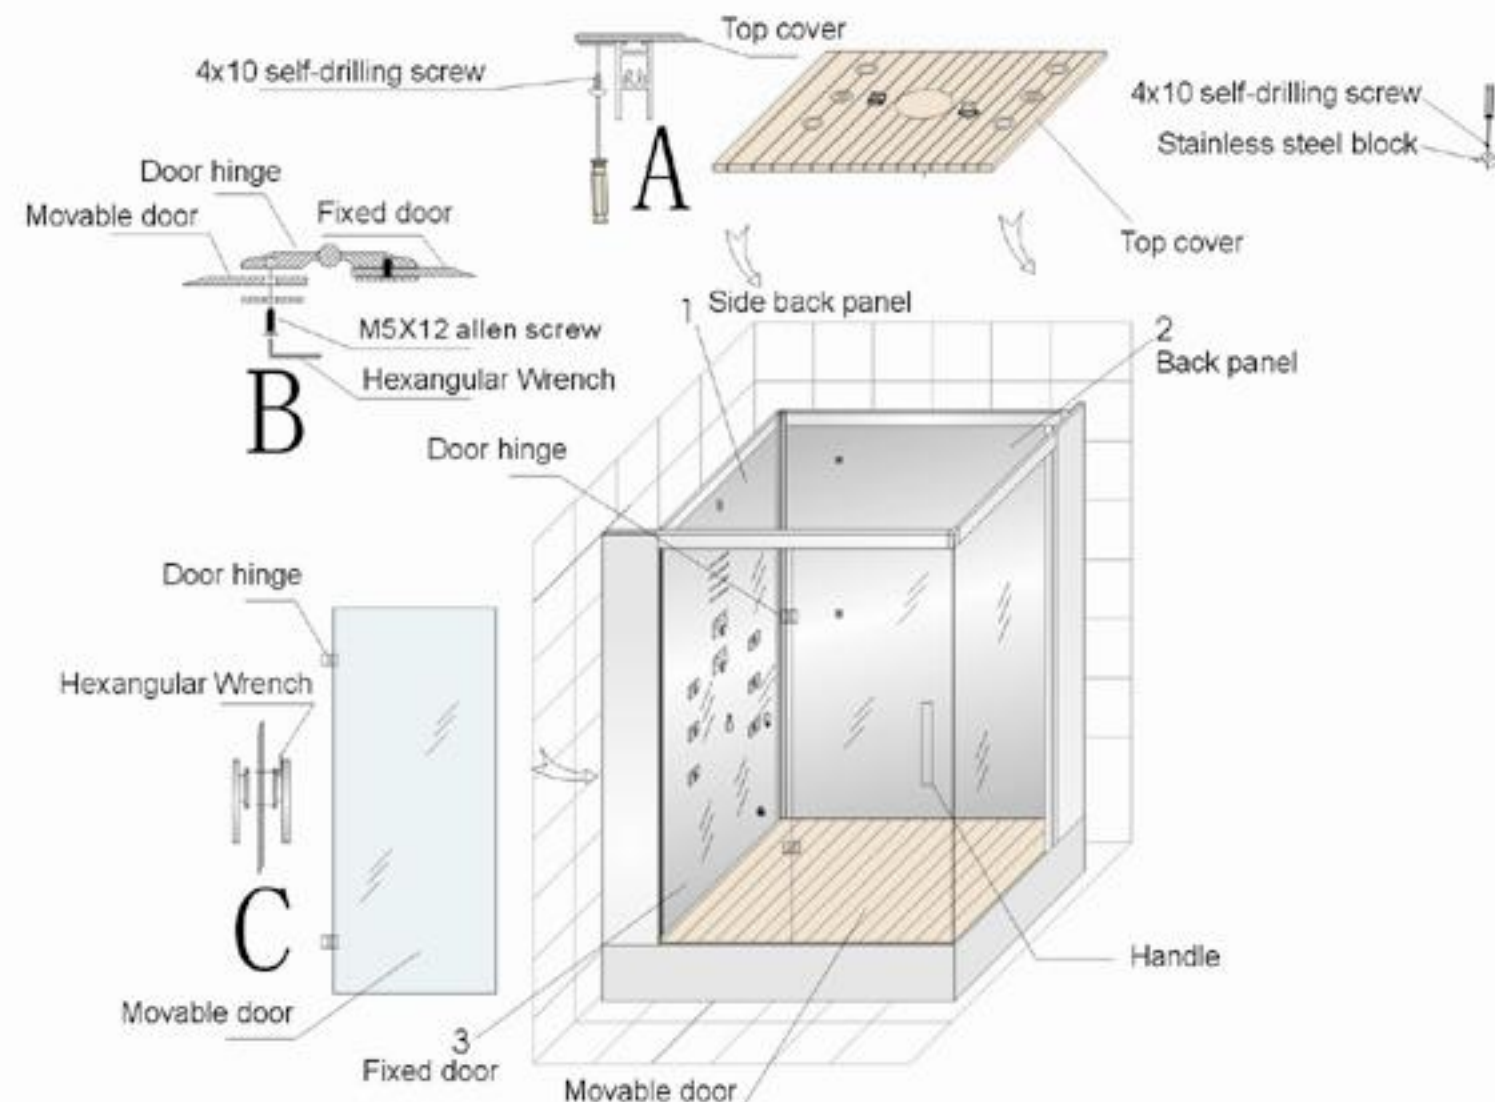 Top cover
4x10 self-drilling screw
4x10 self-drilling screw
Stainless steel block
A
Door hinge
Movable door
Fixed door
Top cover
1 Side back panel
M5X12 allen screw
2
Back panel
Hexangular Wrench
B
Door hinge
Door hinge
Hexangular Wrench
C
Handle
Movable door
3
Fixed door
Movable door